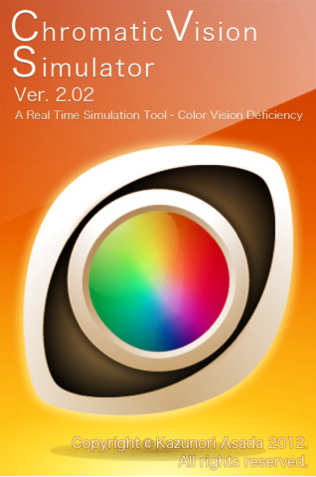 Chromatic Vision
Simulator
Ver. 2.02
A Real Time Simulation Tool - Color Vision Deficiency
Copyright © Kazunori Asada 2012.
All rights reserved.